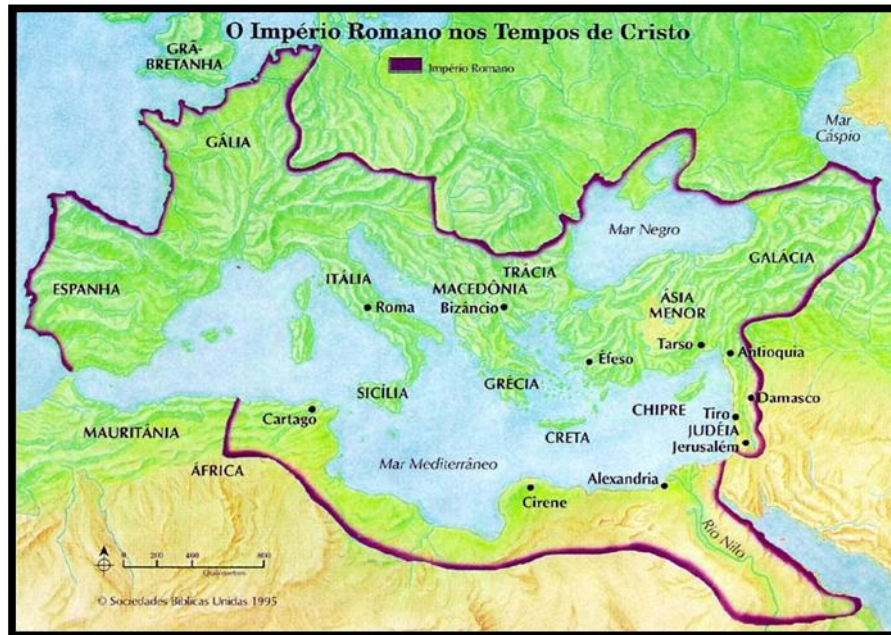 O Império Romano nos Tempos de Cristo
Império Romano
GRÃ-
BRETANHA
Mar
Cáspio
GÁLIA
Mar Negro
GALÁCIA
TRÁCIA
ITÁLIA
MACEDÔNIA
ESPANHA
ÁSIA
MENOR
Roma
Bizâncio
Tarso
Antioquia
Éfeso
GRÉCIA
SICÍLIA
CHIPRE
Damasco
Cartago
Tiro
JUDÉIA
MAURITÁNIA
CRETA
Jerusalém
ÁFRICA
Mar Mediterrâneo
Alexandria
Cirene
Rio Nilo
0 200 400 800
Quilômetros
© Sociedades Bíblicas Unidas 1995